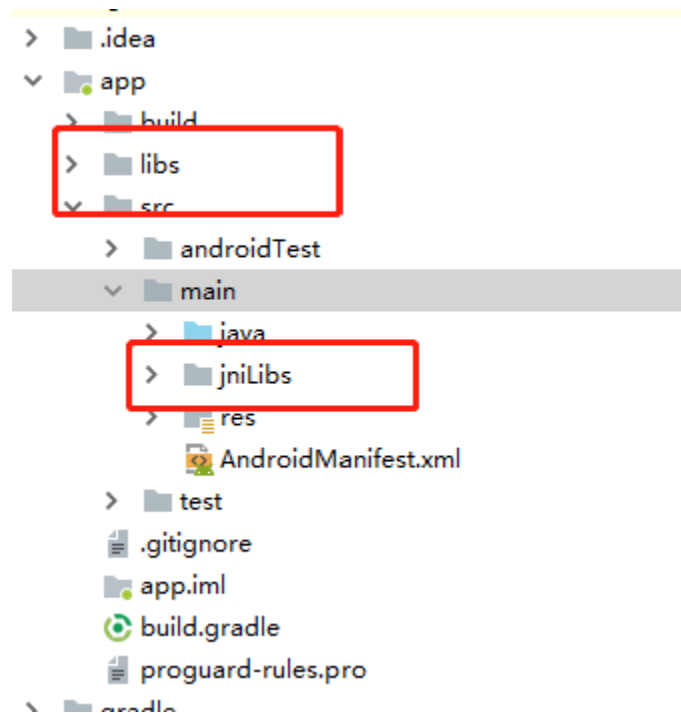 .idea
app
build
libs
src
androidTest
main
java
jniLibs
res
AndroidManifest.xml
test
.gitignore
app.iml
build.gradle
proguard-rules.pro
gradle